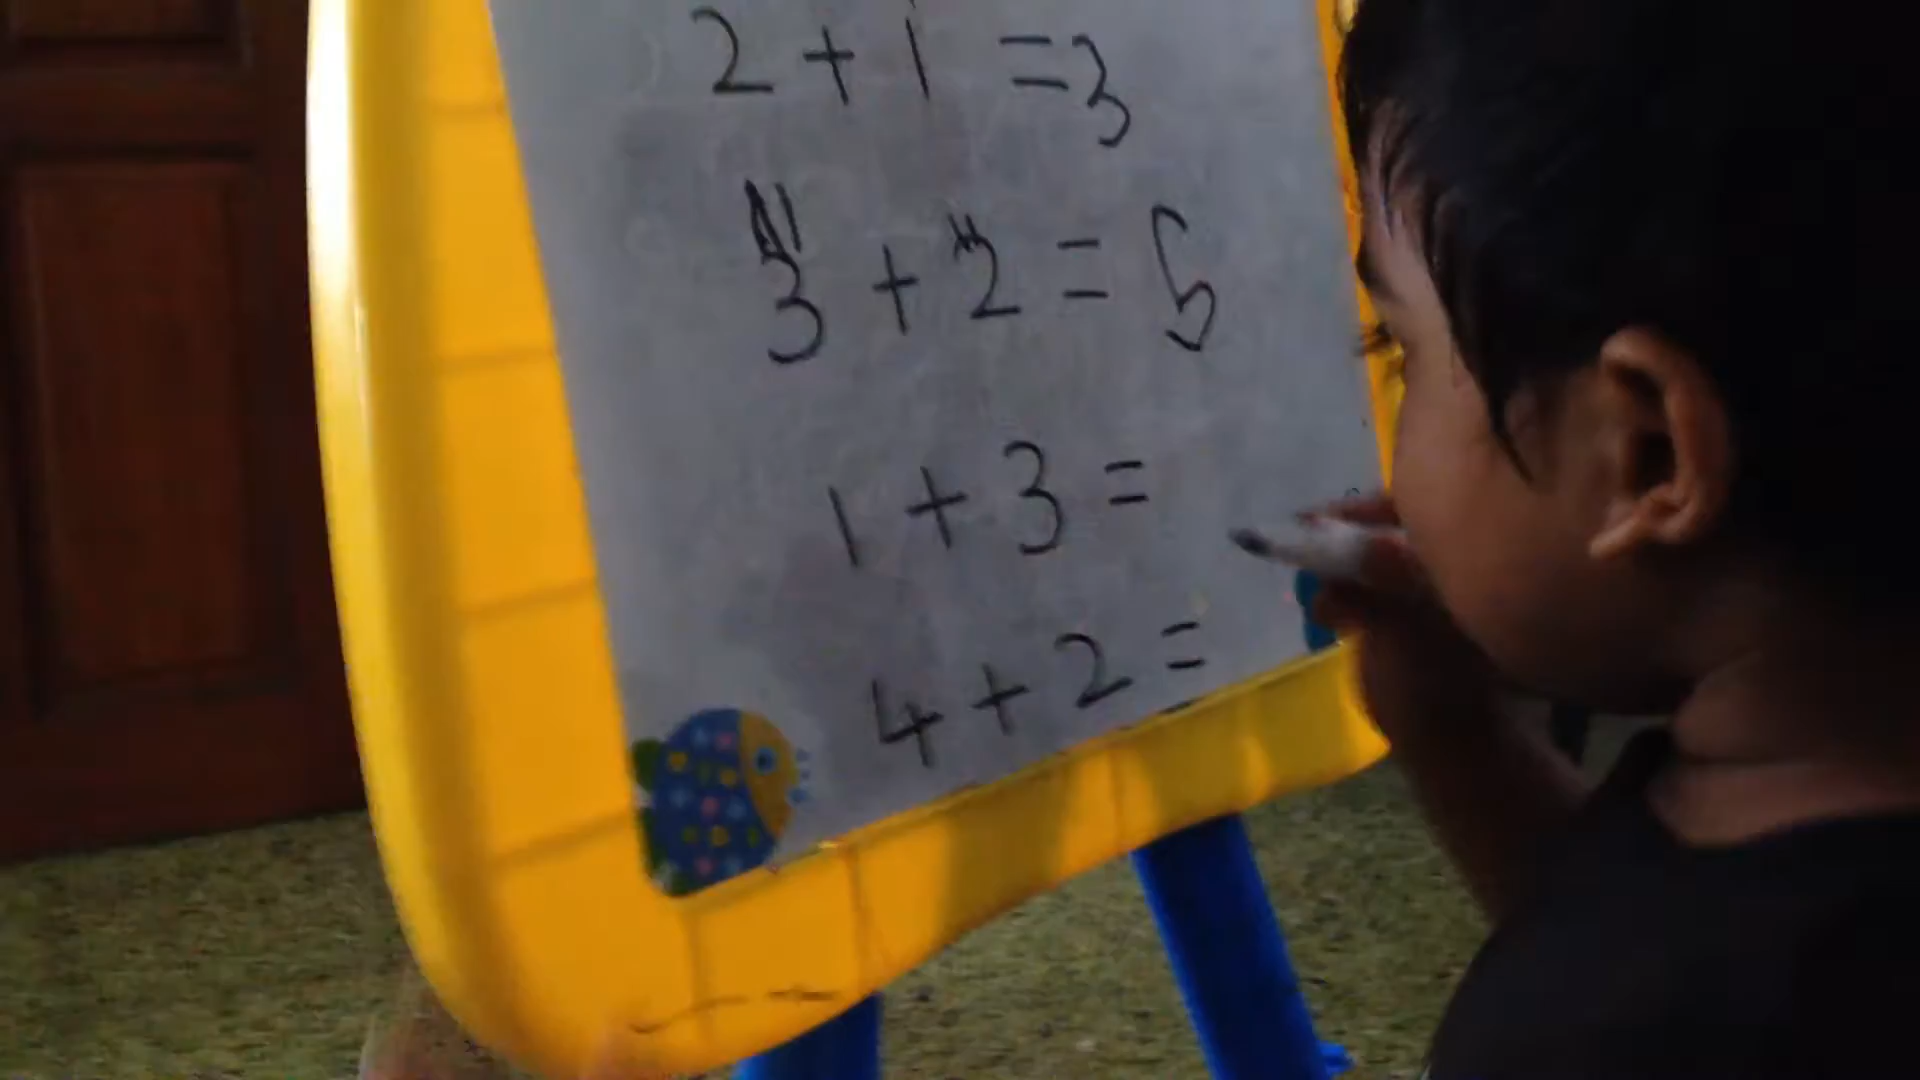 2 + 1 = 3
3 + 2 = 5
1 + 3 =
4 + 2 =